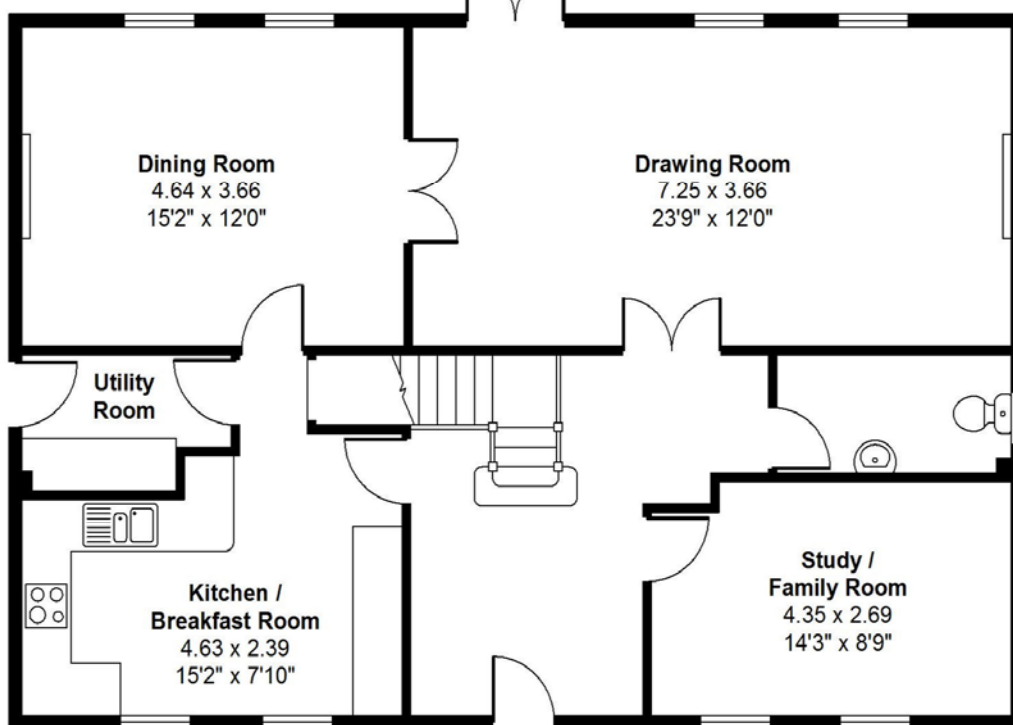 Dining Room
4.64 x 3.66
15'2" x 12'0"
Drawing Room
7.25 x 3.66
23'9" x 12'0"
Utility
Room
Kitchen /
Breakfast Room
4.63 x 2.39
15'2" x 7'10"
Study /
Family Room
4.35 x 2.69
14'3" x 8'9"